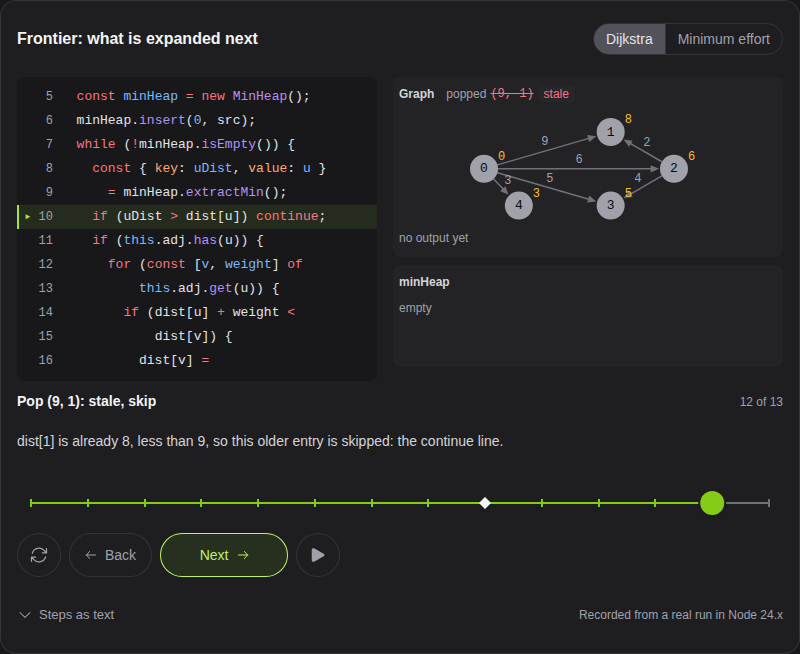 Frontier: what is expanded next
Dijkstra
Minimum effort
5 const minHeap = new MinHeap();
6 minHeap.insert(0, src);
7 while (!minHeap.isEmpty()) {
8 const { key: uDist, value: u }
9 = minHeap.extractMin();
▸ 10 if (uDist > dist[u]) continue;
11 if (this.adj.has(u)) {
12 for (const [v, weight] of
13 this.adj.get(u)) {
14 if (dist[u] + weight <
15 dist[v]) {
16 dist[v] =
Graph popped (9, 1) stale
8
1
9
2
0
6
6
0
2
3
5
4
3
5
4
3
no output yet
minHeap
empty
Pop (9, 1): stale, skip
12 of 13
dist[1] is already 8, less than 9, so this older entry is skipped: the continue line.
← Back
Next →
Steps as text
Recorded from a real run in Node 24.x